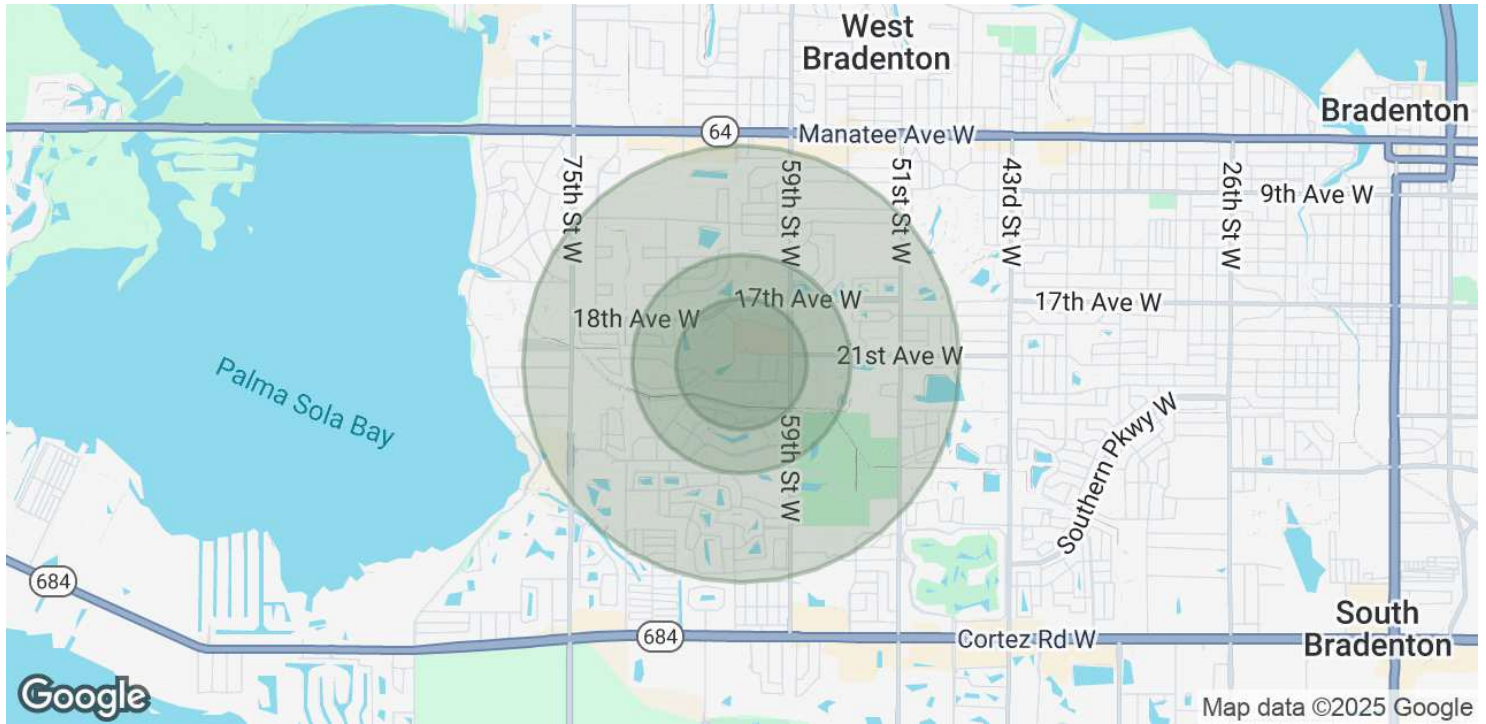 West
Bradenton
Bradenton
64
Manatee Ave W
75th St W
59th St W
51st St W
43rd St W
26th St W
9th Ave W
17th Ave W
17th Ave W
18th Ave W
21st Ave W
Palma Sola Bay
59th St W
Southern Pkwy W
684
684
Cortez Rd W
South
Bradenton
Google
Map data ©2025 Google